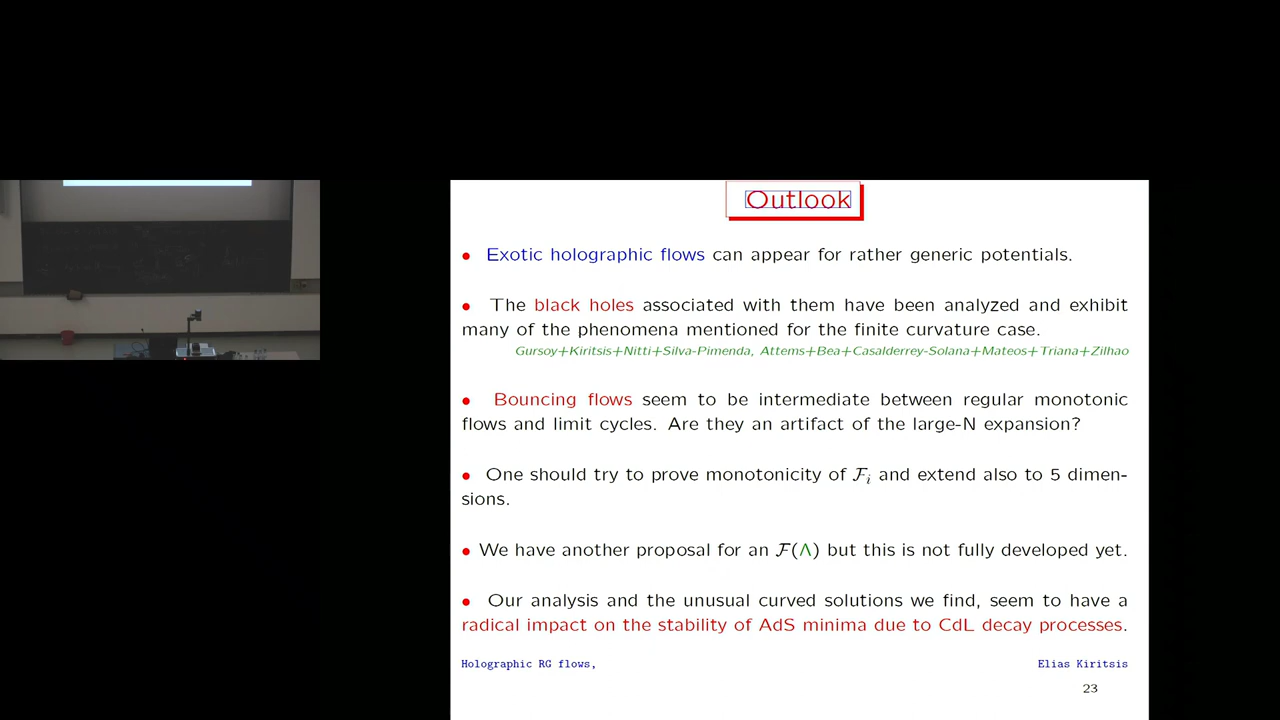 Outlook
• Exotic holographic flows can appear for rather generic potentials.
• The black holes associated with them have been analyzed and exhibit
many of the phenomena mentioned for the finite curvature case.
Gursoy+Kiritsis+Nitti+Silva-Pimenda, Attems+Bea+Casalderrey-Solana+Mateos+Triana+Zilhao
• Bouncing flows seem to be intermediate between regular monotonic
flows and limit cycles. Are they an artifact of the large-N expansion?
• One should try to prove monotonicity of ℱᵢ and extend also to 5 dimen-
sions.
• We have another proposal for an ℱ(Λ) but this is not fully developed yet.
• Our analysis and the unusual curved solutions we find, seem to have a
radical impact on the stability of AdS minima due to CdL decay processes.
Holographic RG flows,
Elias Kiritsis
23